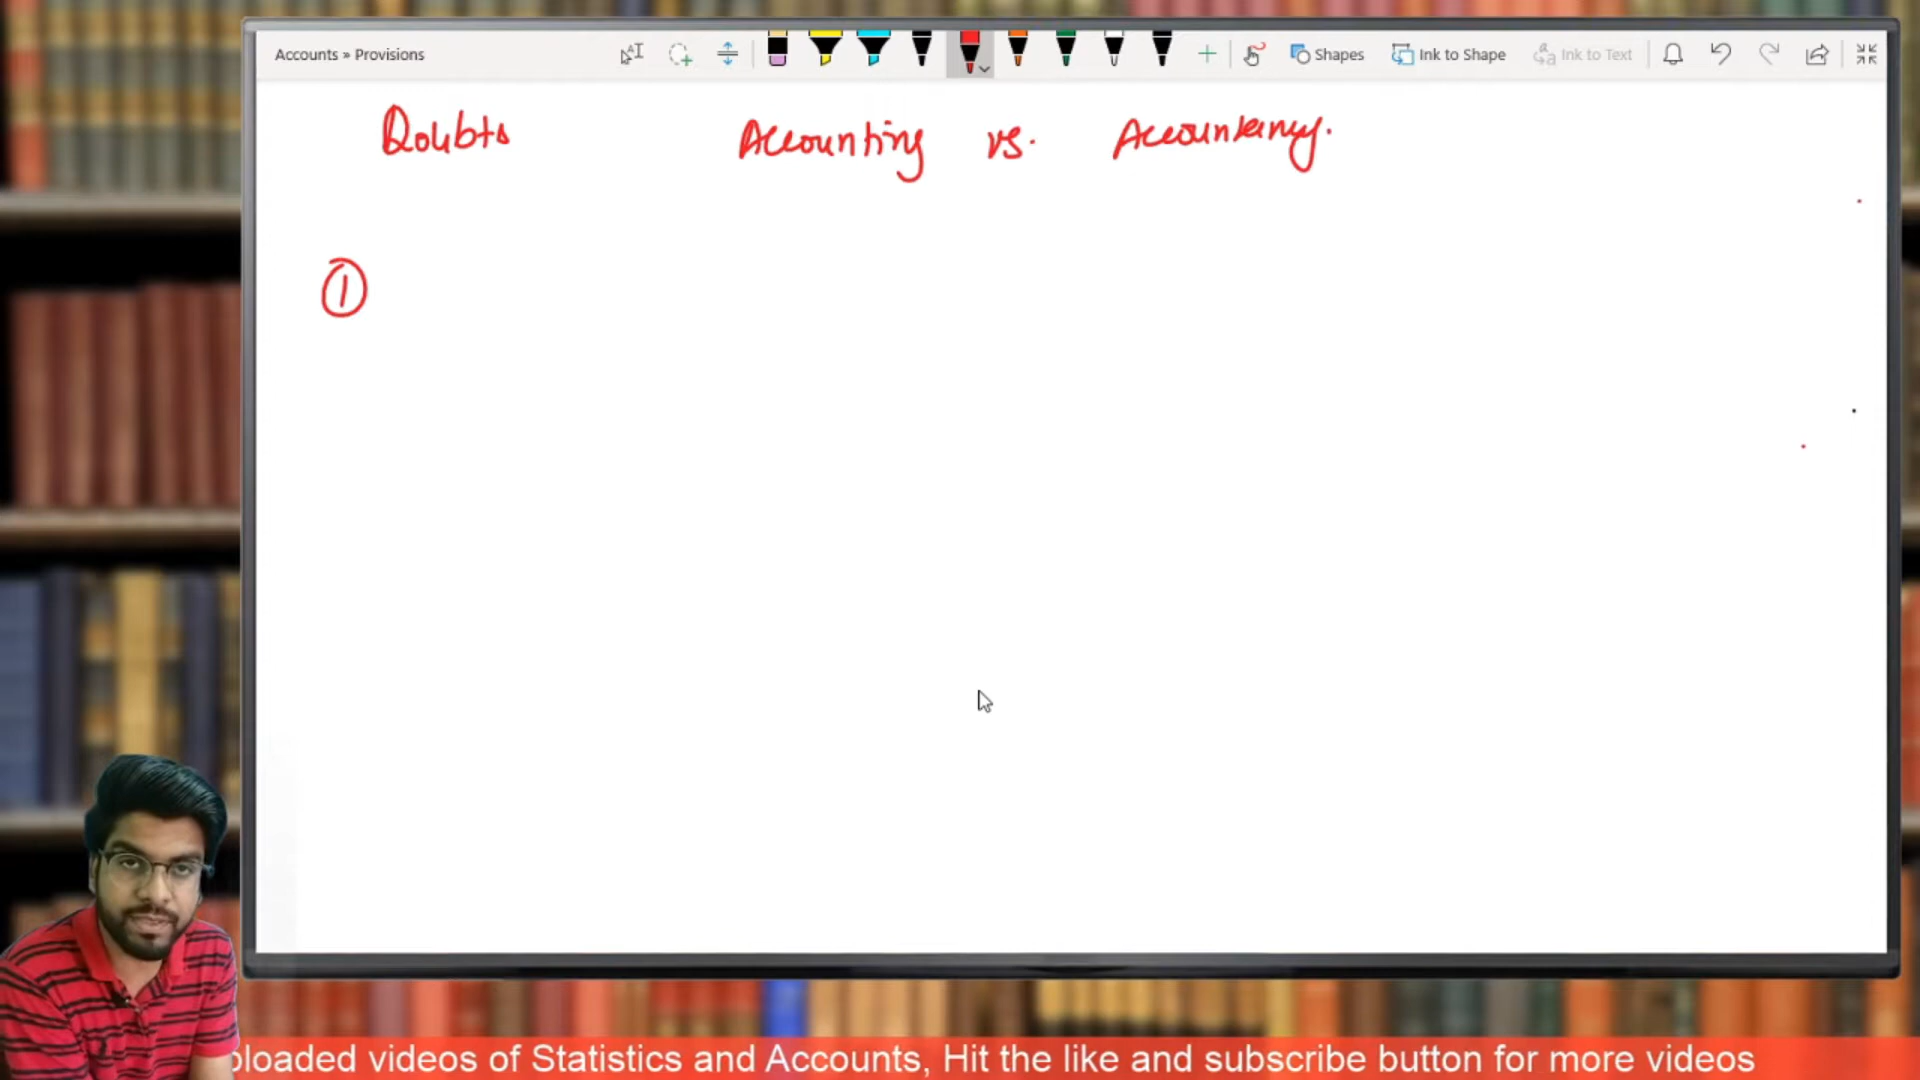 Accounts » Provisions
Shapes
Ink to Shape
Ink to Text
Doubts Accounting vs. Accountancy.
1
ploaded videos of Statistics and Accounts, Hit the like and subscribe button for more videos